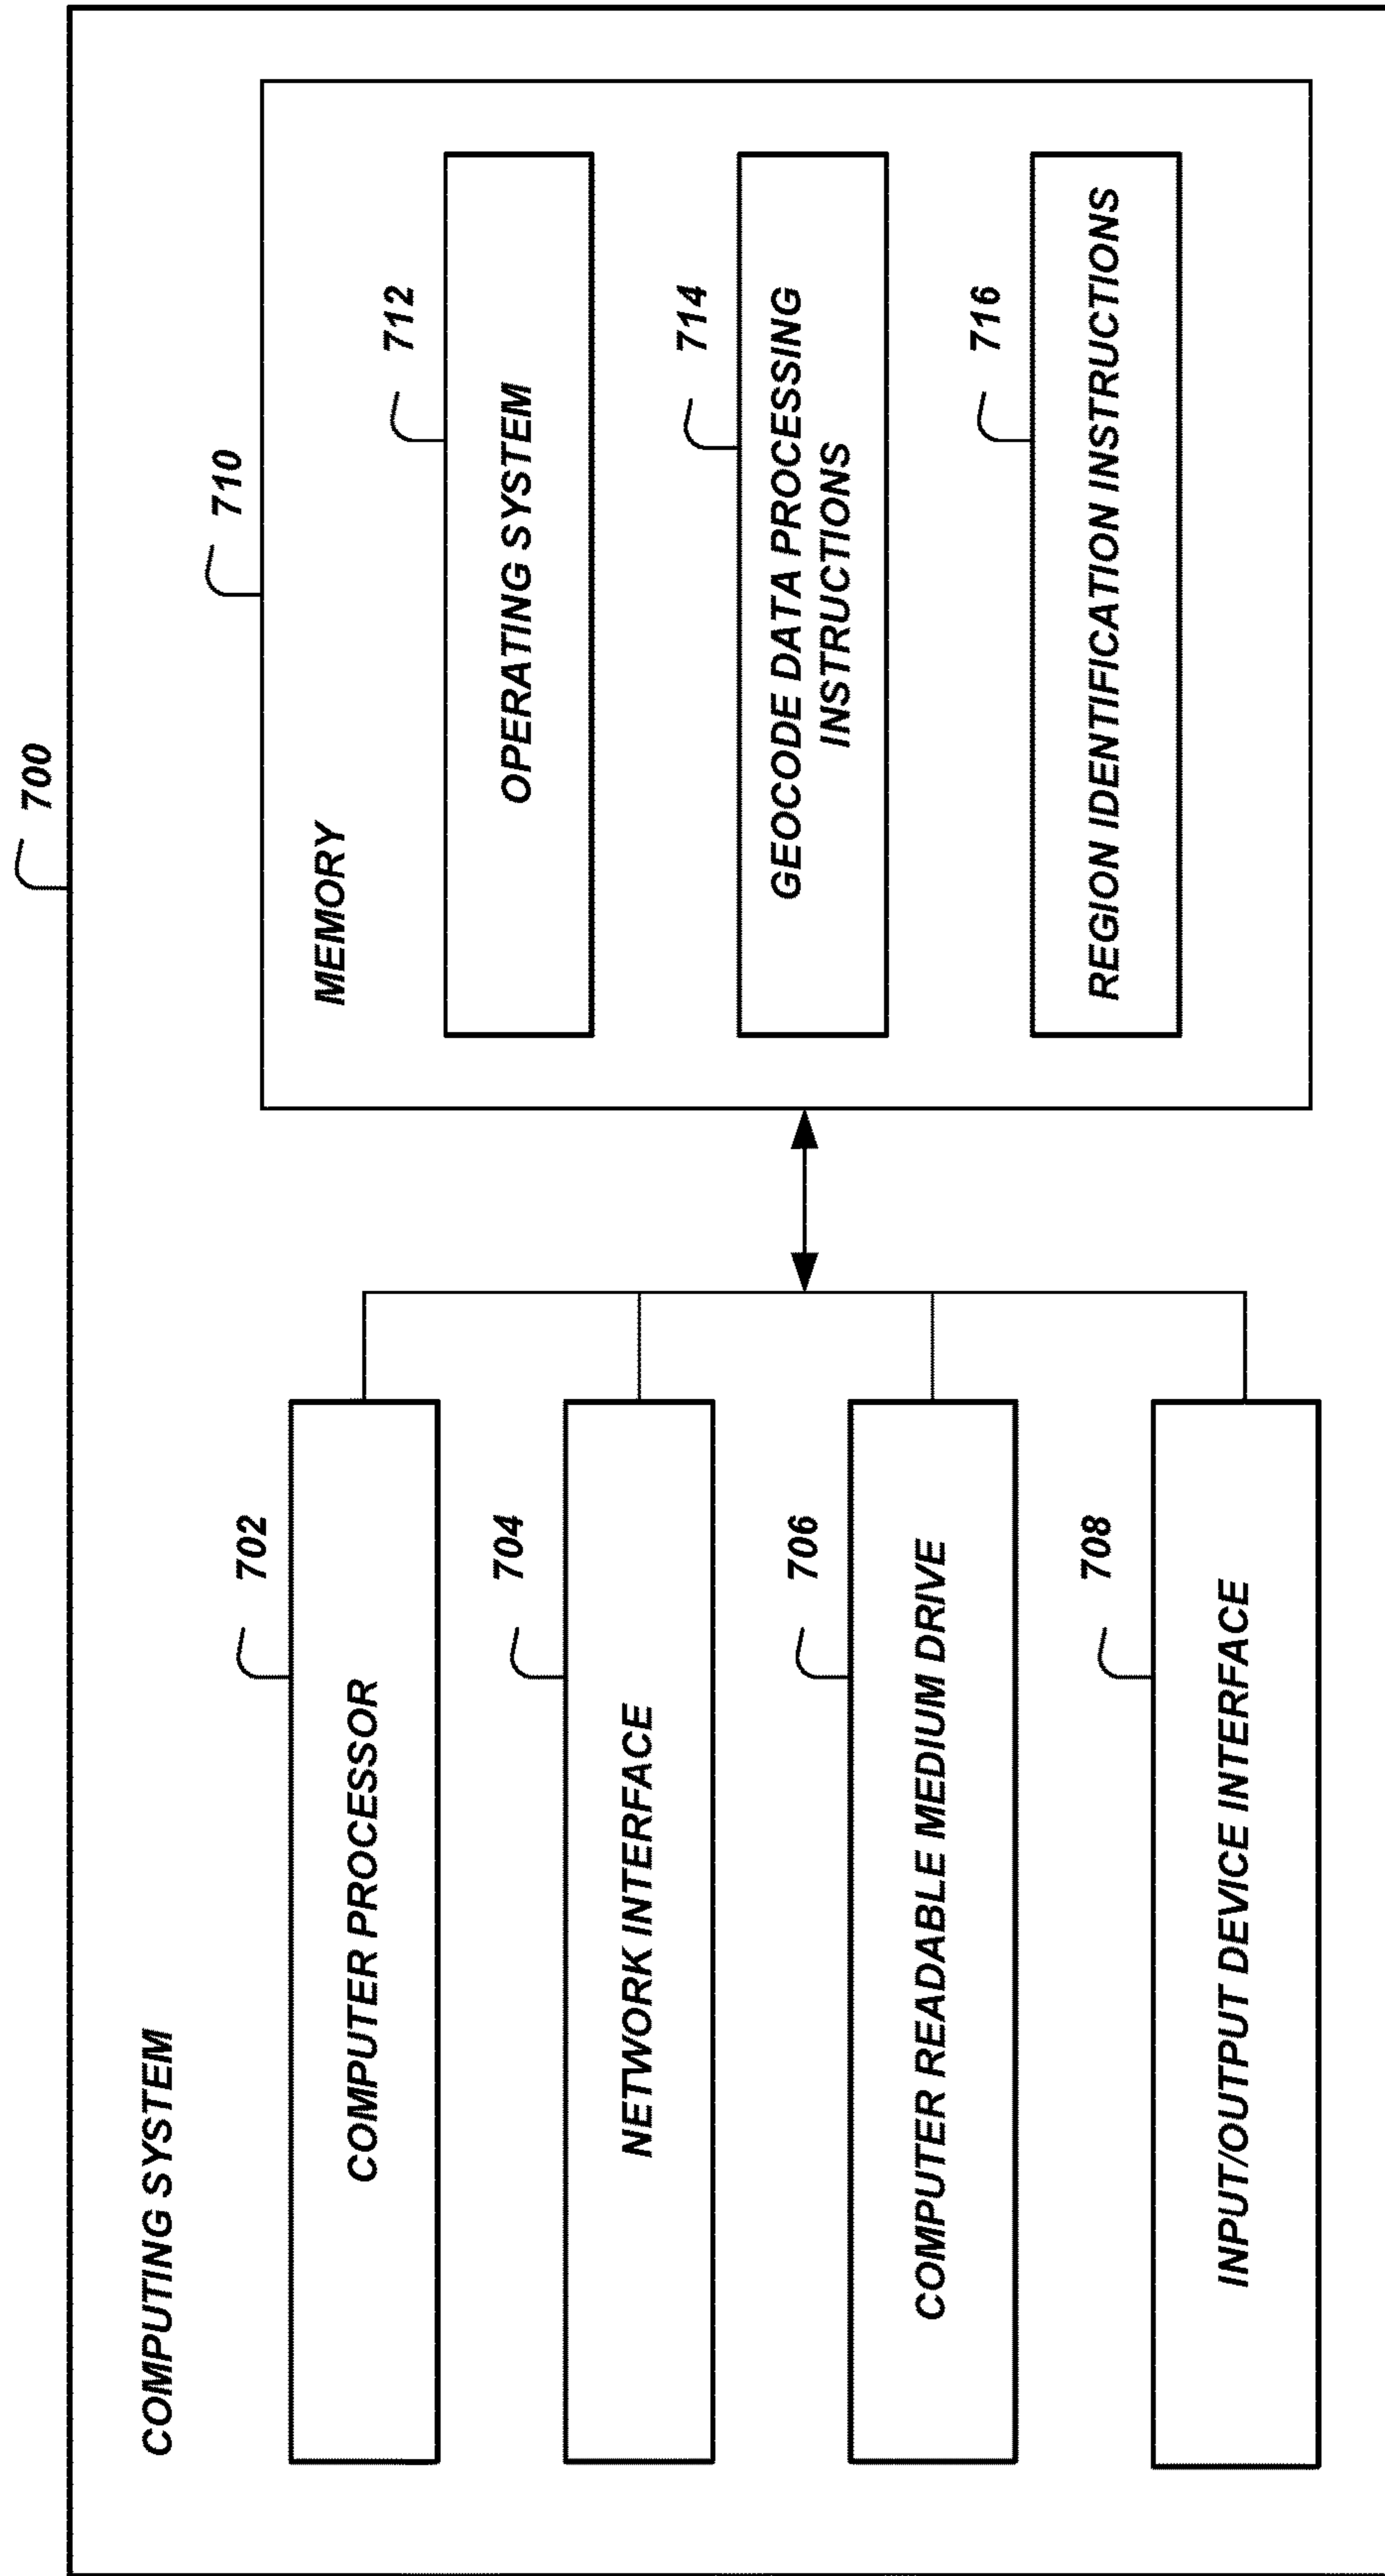 700
COMPUTING SYSTEM
702
COMPUTER PROCESSOR
704
NETWORK INTERFACE
706
COMPUTER READABLE MEDIUM DRIVE
708
INPUT/OUTPUT DEVICE INTERFACE
710
MEMORY
712
OPERATING SYSTEM
714
GEOCODE DATA PROCESSING
INSTRUCTIONS
716
REGION IDENTIFICATION INSTRUCTIONS